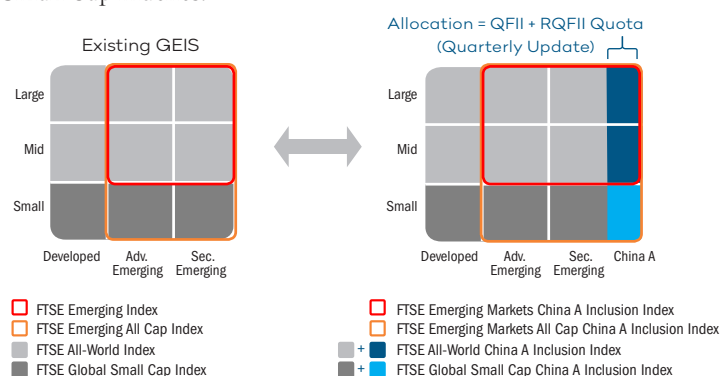 Existing GEIS
Large
Mid
Small
Developed
Adv.
Emerging
Sec.
Emerging
FTSE Emerging Index
FTSE Emerging All Cap Index
FTSE All-World Index
FTSE Global Small Cap Index
Allocation = QFII + RQFII Quota
(Quarterly Update)
Large
Mid
Small
Developed
Adv.
Emerging
Sec.
Emerging
China A
FTSE Emerging Markets China A Inclusion Index
FTSE Emerging Markets All Cap China A Inclusion Index
+ FTSE All-World China A Inclusion Index
+ FTSE Global Small Cap China A Inclusion Index